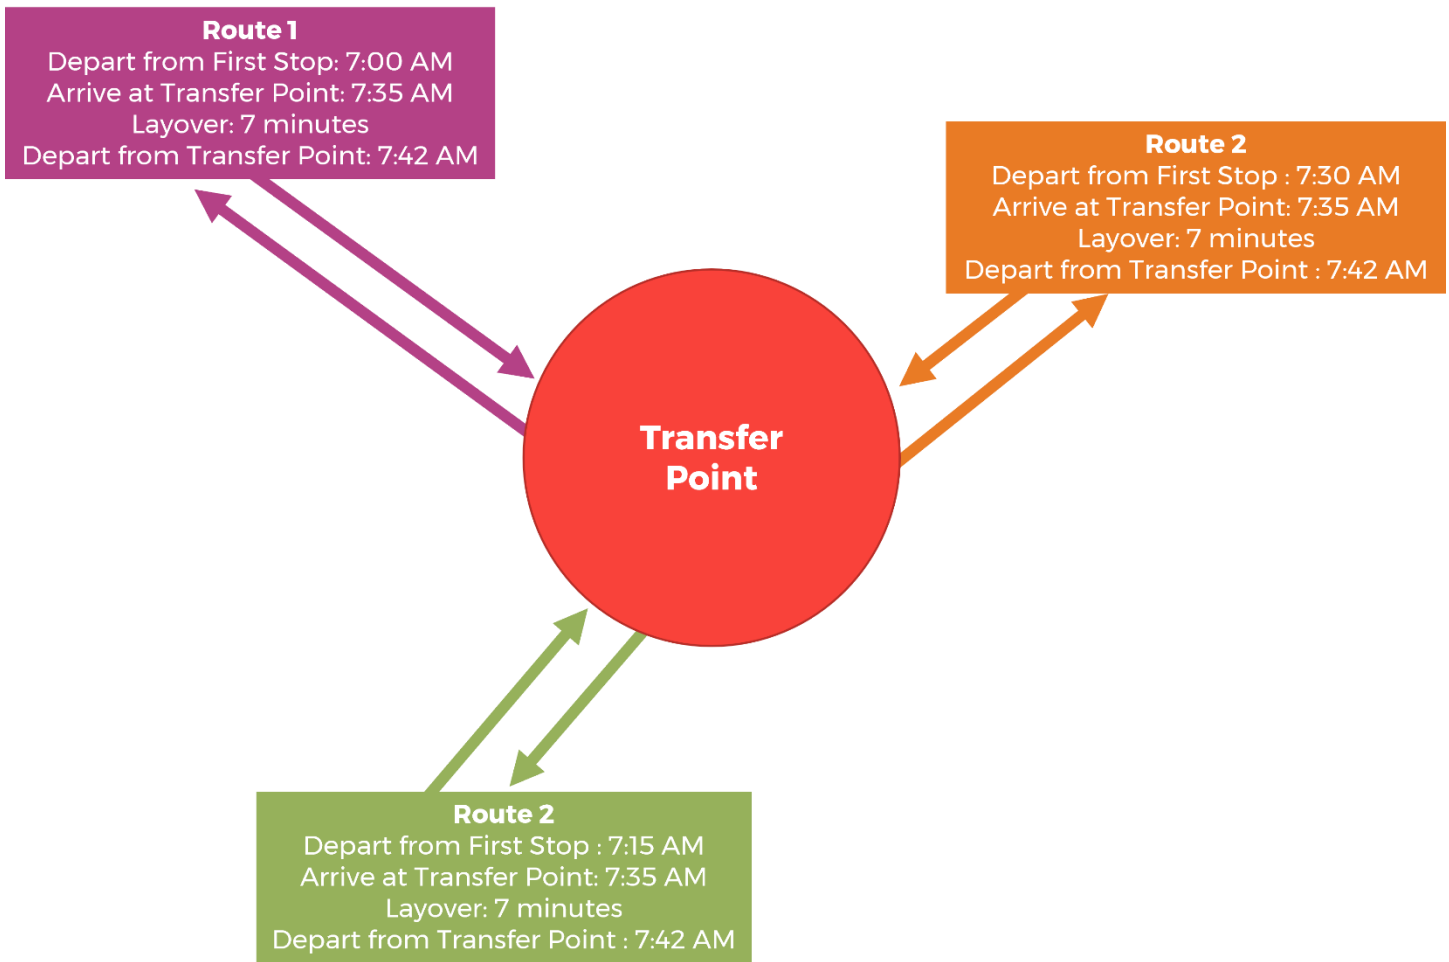 Route 1
Depart from First Stop: 7:00 AM
Arrive at Transfer Point: 7:35 AM
Layover: 7 minutes
Depart from Transfer Point: 7:42 AM
Route 2
Depart from First Stop : 7:30 AM
Arrive at Transfer Point: 7:35 AM
Layover: 7 minutes
Depart from Transfer Point : 7:42 AM
Transfer
Point
Route 2
Depart from First Stop : 7:15 AM
Arrive at Transfer Point: 7:35 AM
Layover: 7 minutes
Depart from Transfer Point : 7:42 AM